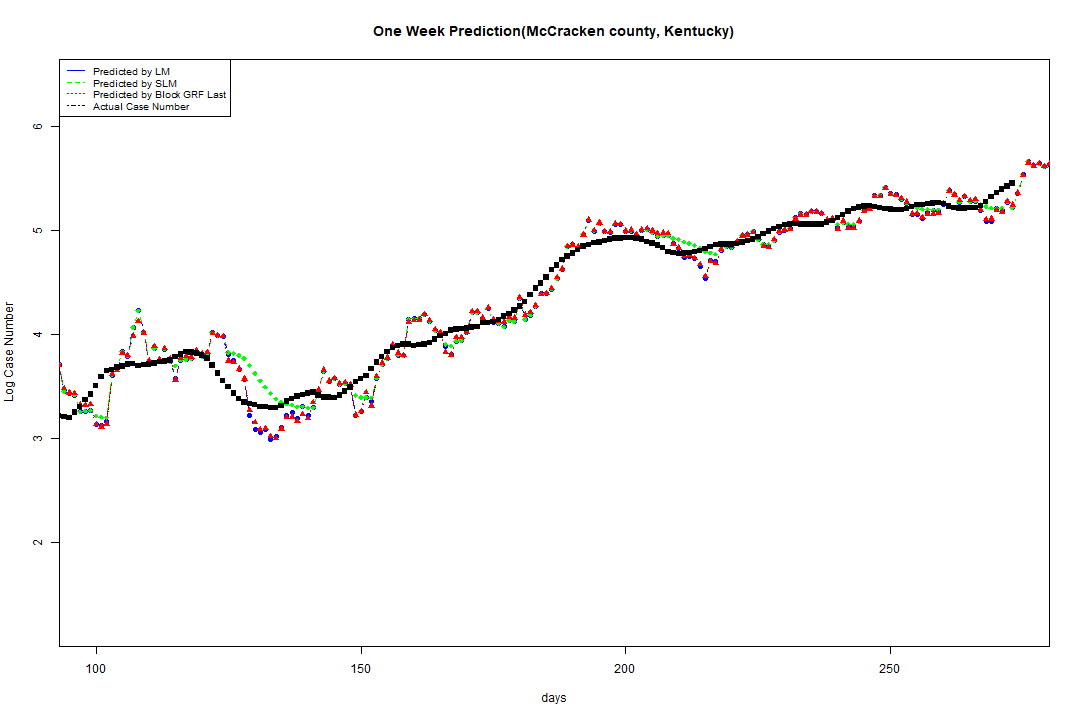 One Week Prediction(McCracken county, Kentucky)
Predicted by LM
Predicted by SLM
Predicted by Block GRF Last
Actual Case Number
Log Case Number
6
5
4
3
2
100 150 200 250
days